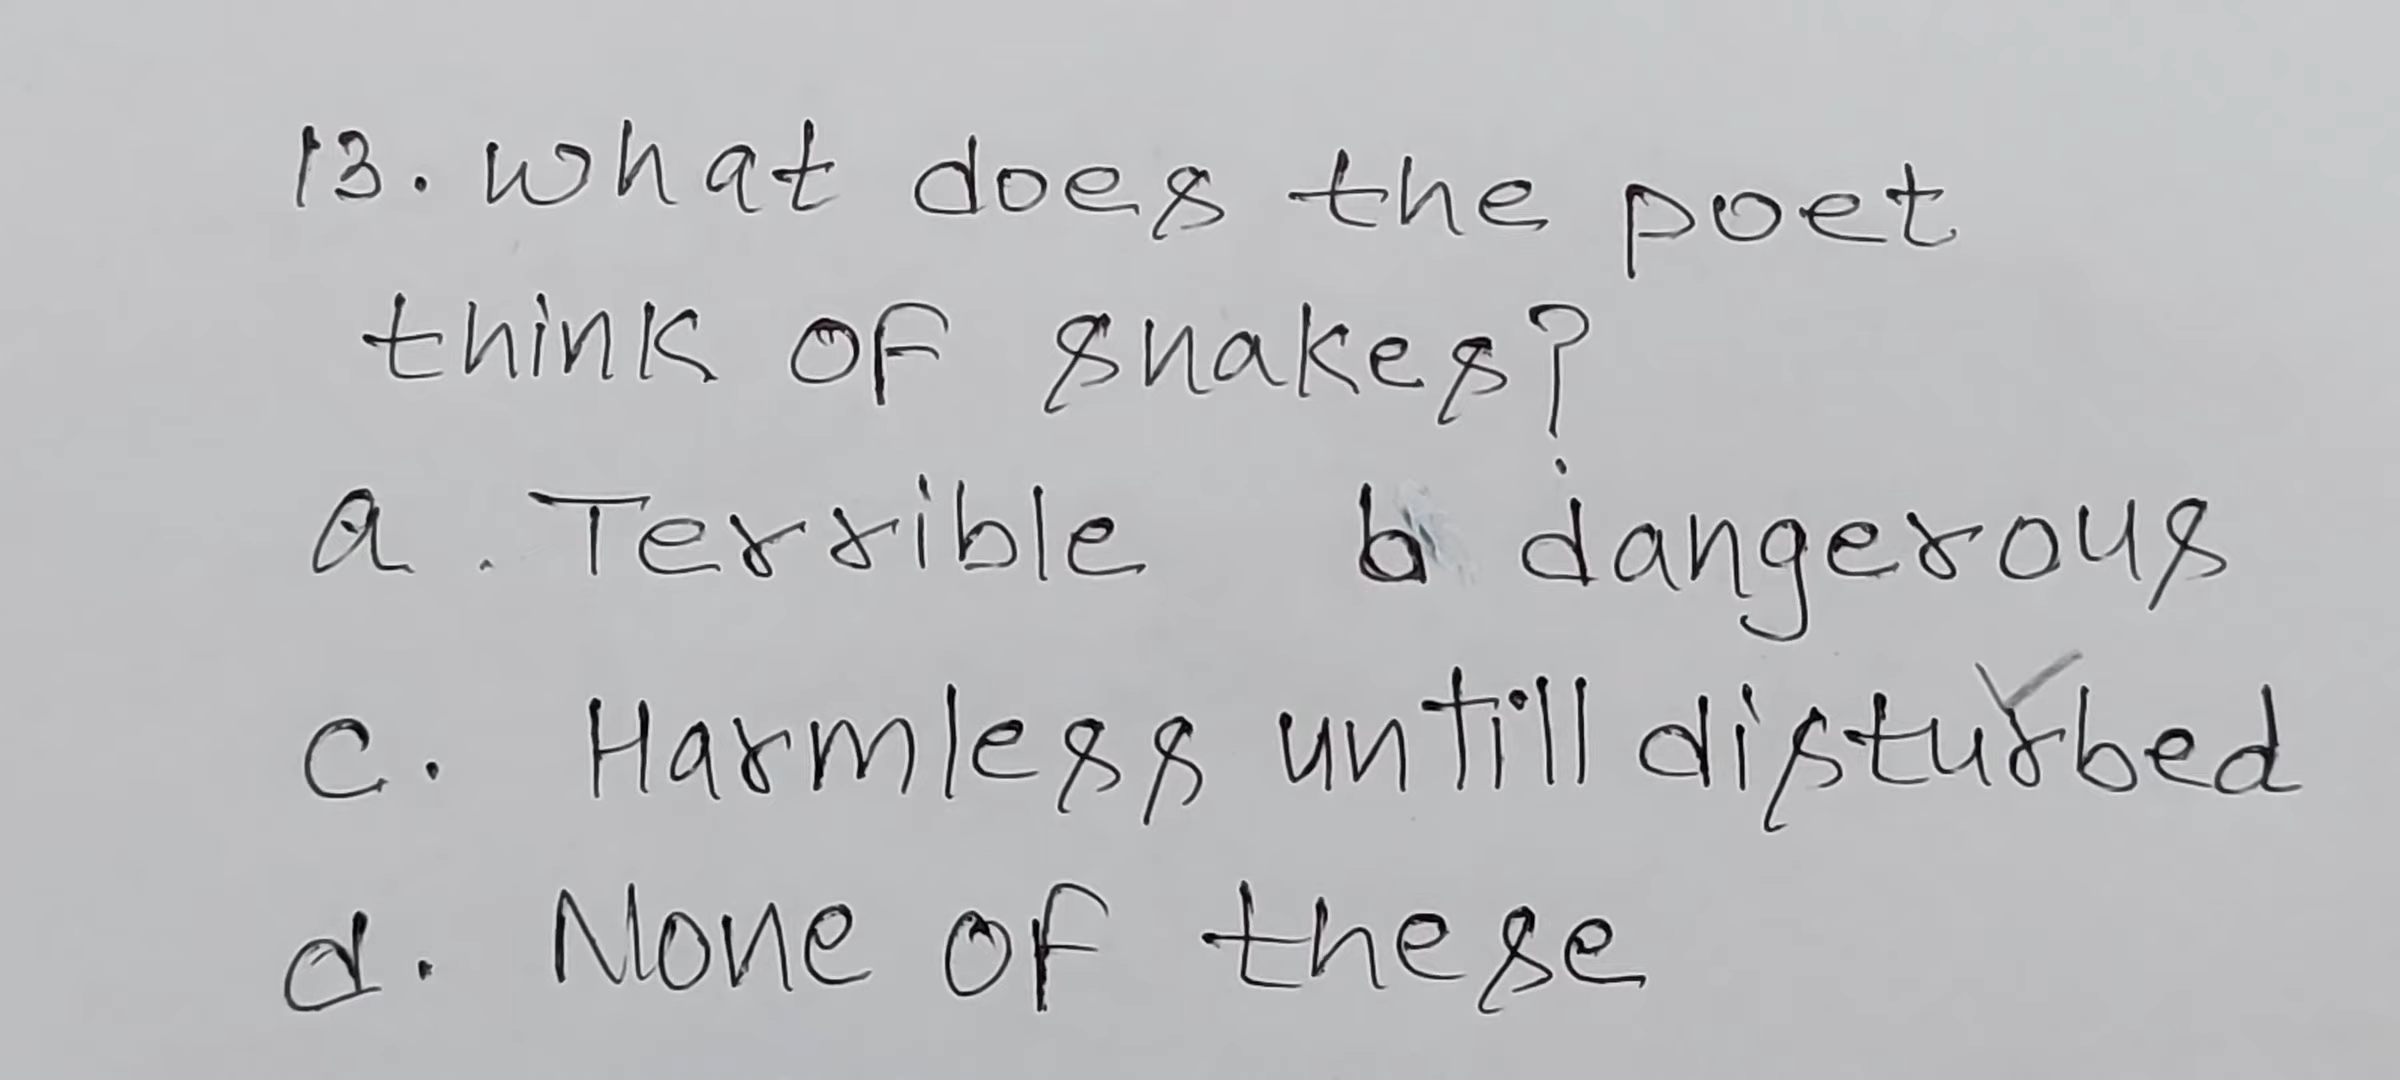 13. What does the poet
think of snakes?
a. Terrible b dangerous
c. Harmless untill disturbed
d. None of these